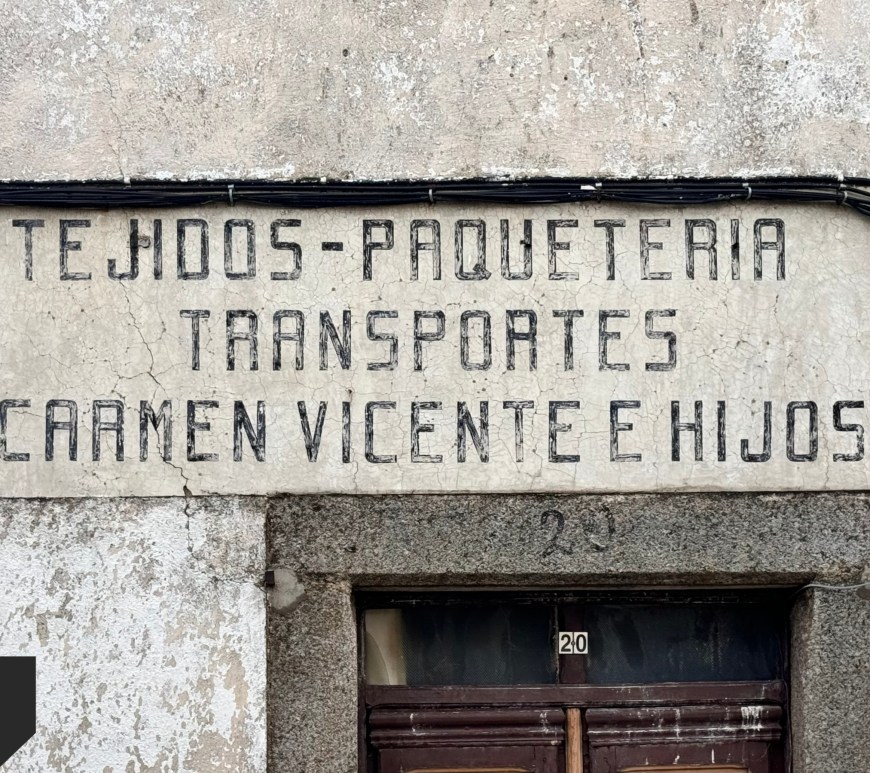 TEJIDOS-PAQUETERIA
TRANSPORTES
CARMEN VICENTE E HIJOS
20
20